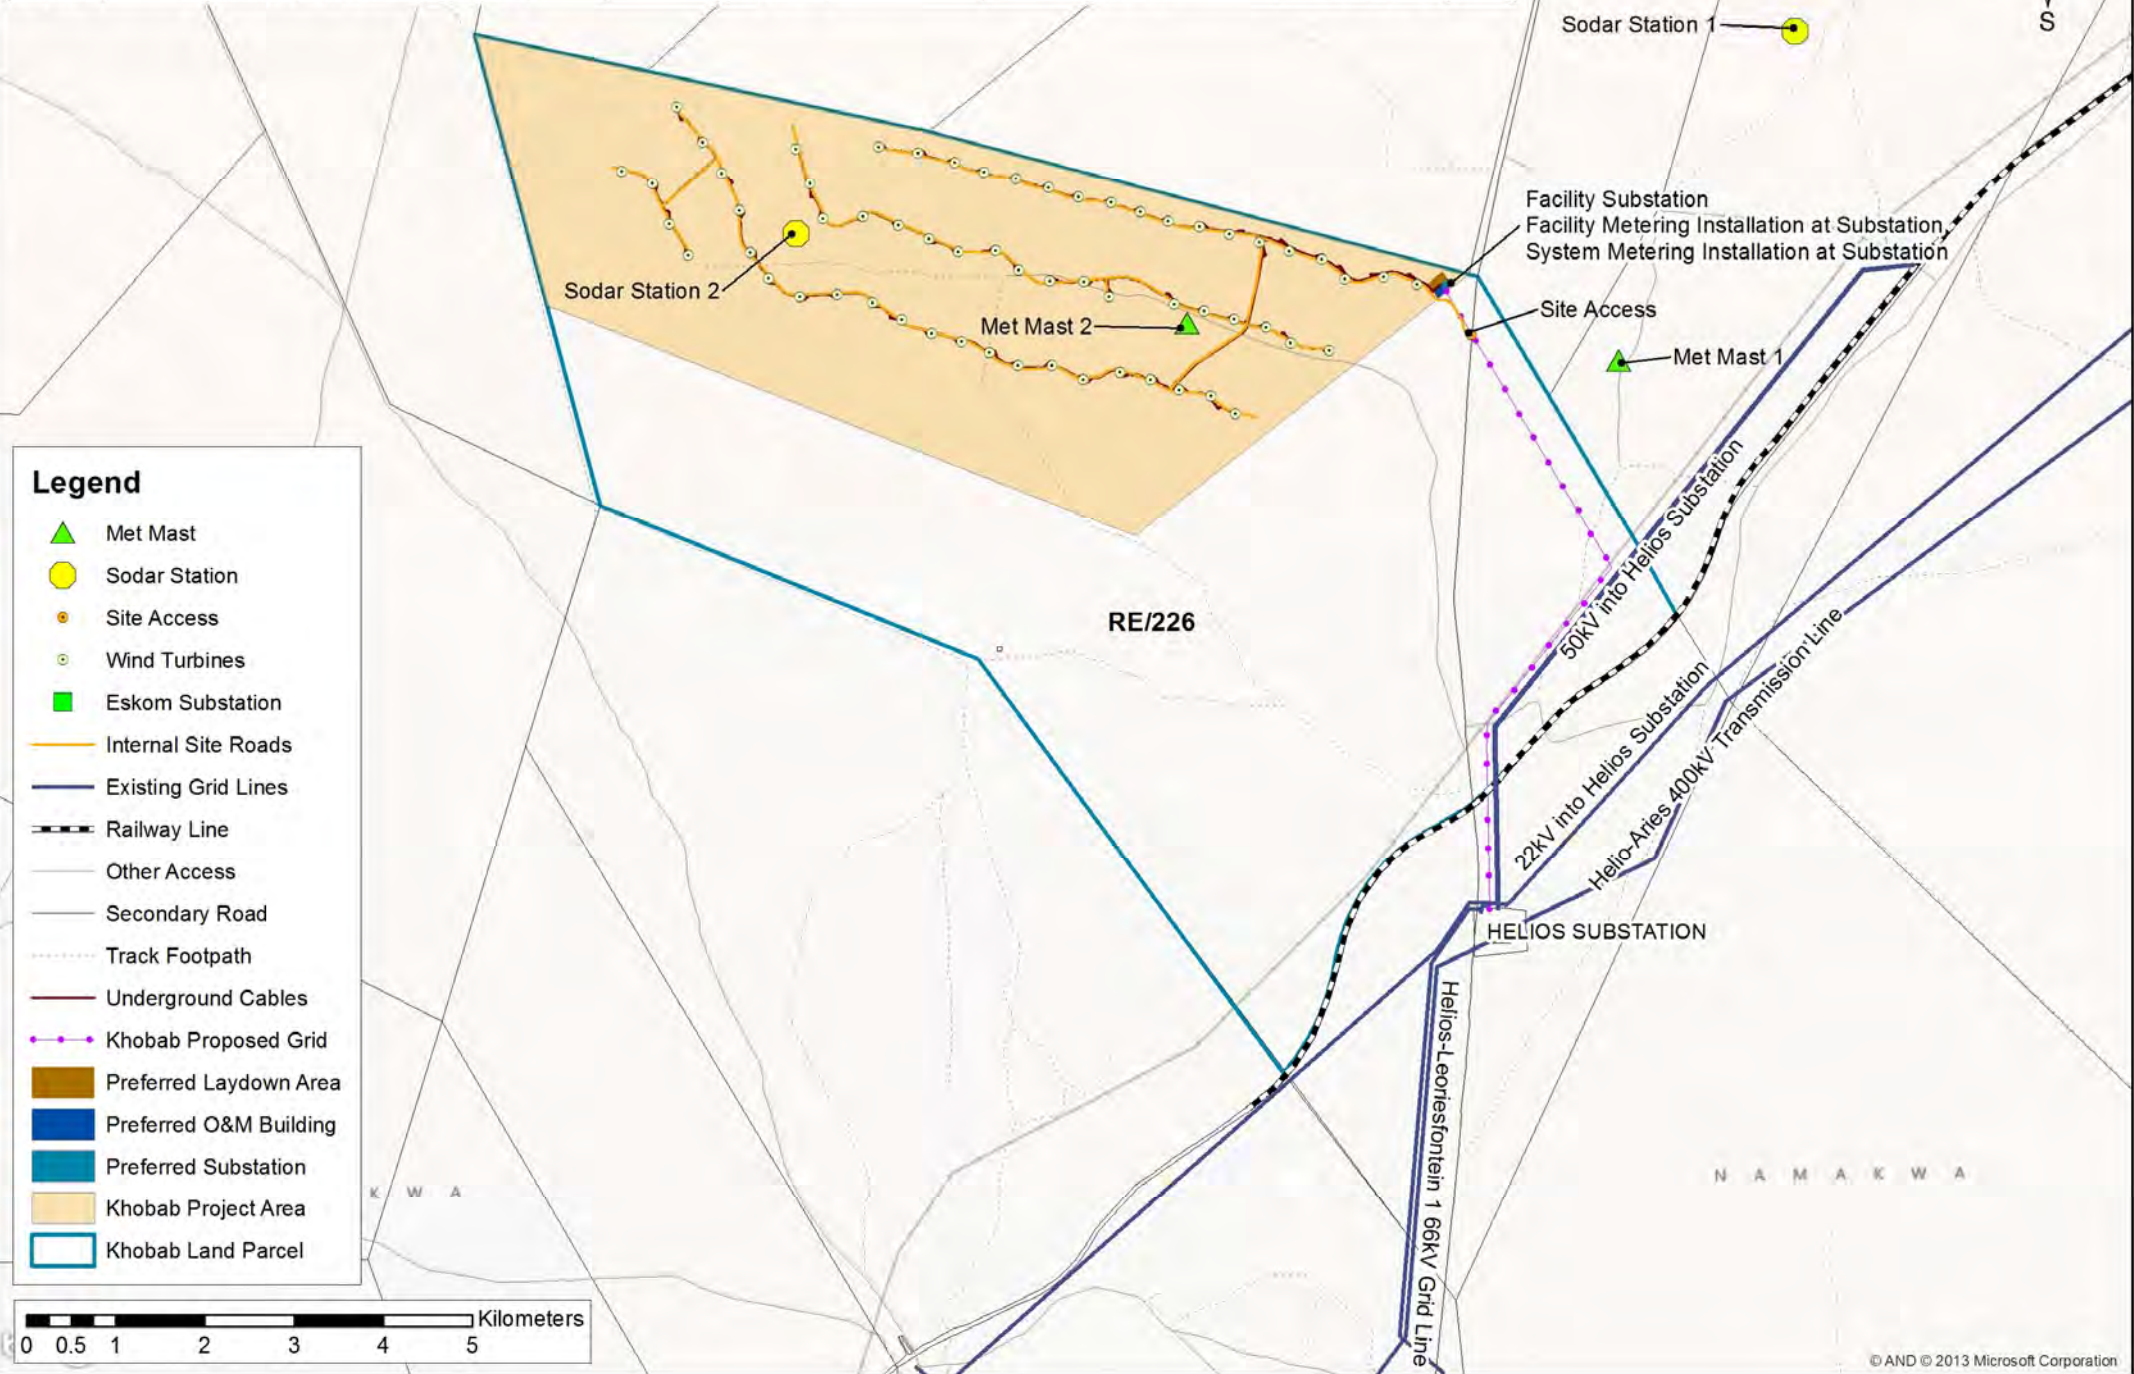 S
Sodar Station 1
Facility Substation
Facility Metering Installation at Substation
System Metering Installation at Substation
Sodar Station 2
Met Mast 2
Site Access
Met Mast 1
50kV into Helios Substation
RE/226
22kV into Helios Substation
Helio-Aries 400kV Transmission Line
HELIOS SUBSTATION
Helios-Leoriesfontein 1 66kV Grid Line
Legend
Met Mast
Sodar Station
Site Access
Wind Turbines
Eskom Substation
Internal Site Roads
Existing Grid Lines
Railway Line
Other Access
Secondary Road
Track Footpath
Underground Cables
Khobab Proposed Grid
Preferred Laydown Area
Preferred O&M Building
Preferred Substation
Khobab Project Area
Khobab Land Parcel
K W A
N A M A K W A
Kilometers
0 0.5 1 2 3 4 5
© AND © 2013 Microsoft Corporation